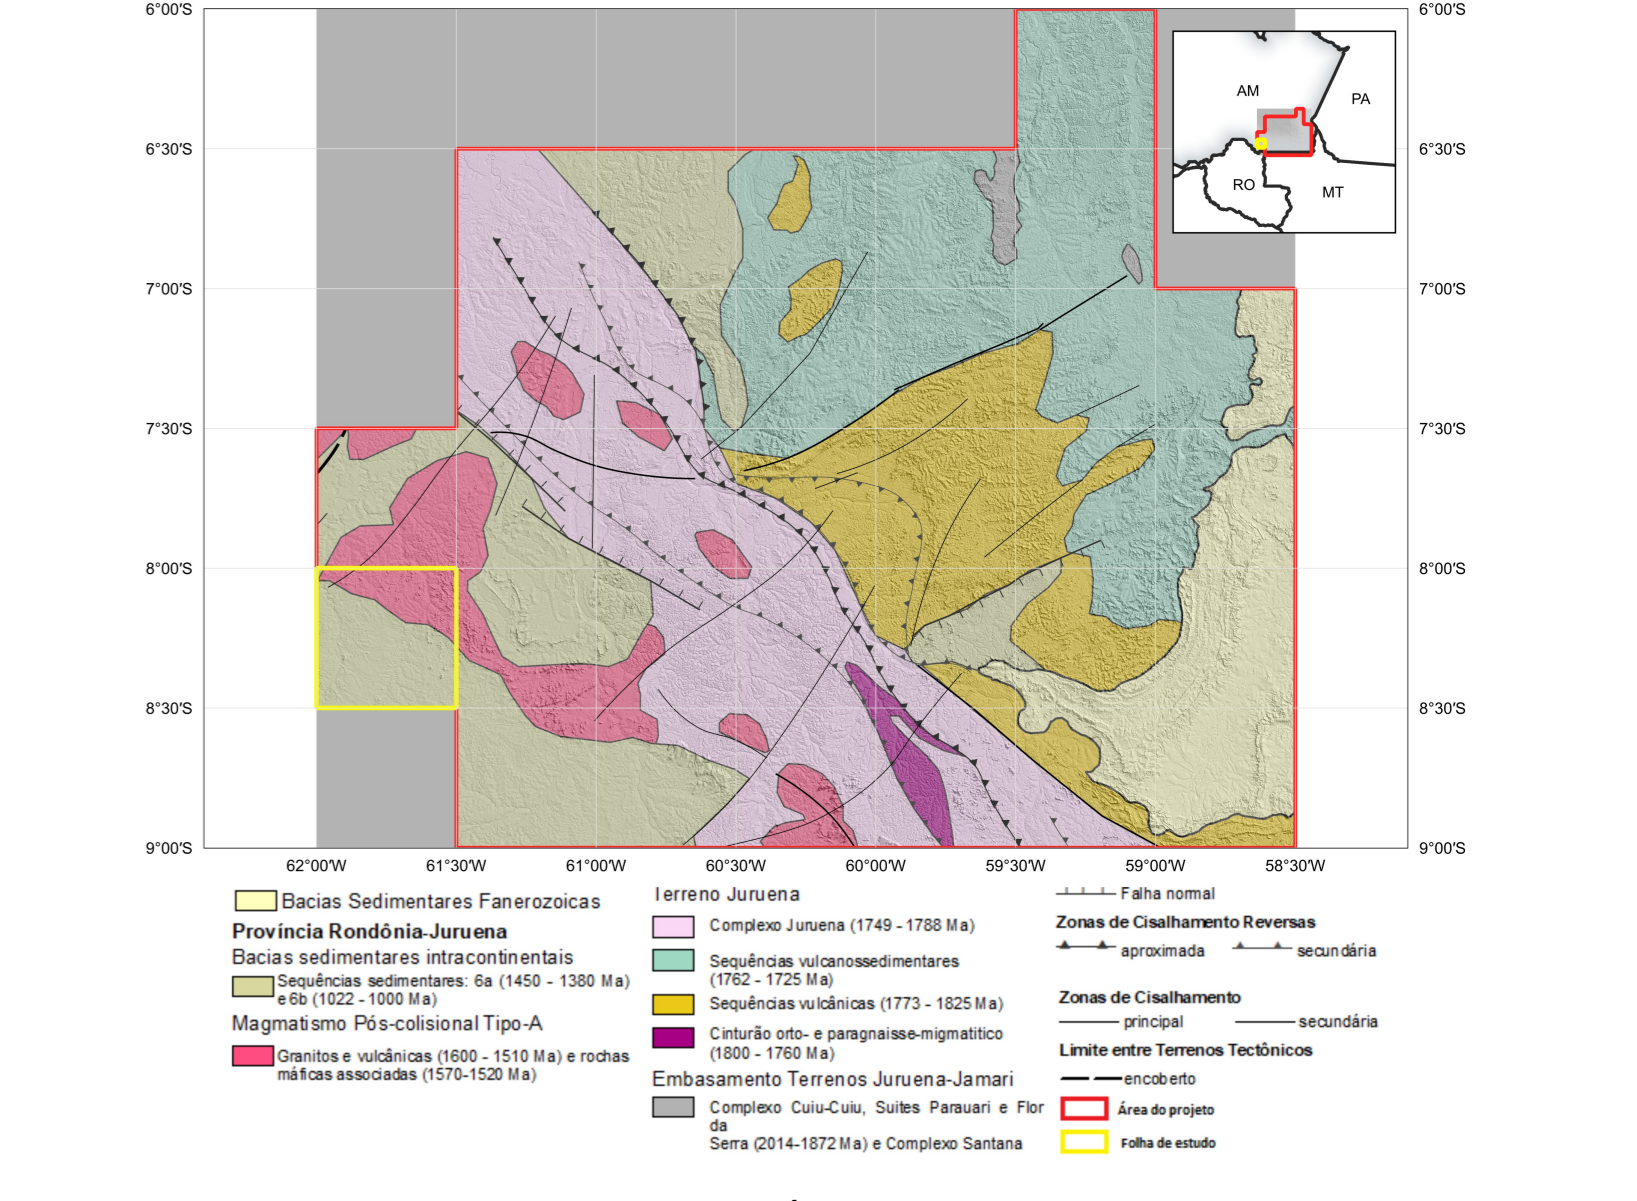 6°00'S
6°00'S
AM
PA
RO
MT
6°30'S
6°30'S
7°00'S
7°00'S
7°30'S
7°30'S
8°00'S
8°00'S
8°30'S
8°30'S
9°00'S
9°00'S
62°00'W
61°30'W
61°00'W
60°30'W
60°00'W
59°30'W
59°00'W
58°30'W
Bacias Sedimentares Fanerozoicas
Província Rondônia-Juruena
Bacias sedimentares intracontinentais
Sequências sedimentares: 6a (1450 - 1380 Ma)
e 6b (1022 - 1000 Ma)
Magmatismo Pós-colisional Tipo-A
Granitos e vulcânicas (1600 - 1510 Ma) e rochas
máficas associadas (1570-1520 Ma)
Terreno Juruena
Complexo Juruena (1749 - 1788 Ma)
Sequências vulcanossedimentares
(1762 - 1725 Ma)
Sequências vulcânicas (1773 - 1825 Ma)
Cinturão orto- e paragnaisse-migmatitico
(1800 - 1760 Ma)
Embasamento Terrenos Juruena-Jamari
Complexo Cuiu-Cuiu, Suites Parauari e Flor
da
Serra (2014-1872 Ma) e Complexo Santana
Falha normal
Zonas de Cisalhamento Reversas
aproximada
secundária
Zonas de Cisalhamento
principal
secundária
Limite entre Terrenos Tectônicos
encoberto
Área do projeto
Folha de estudo